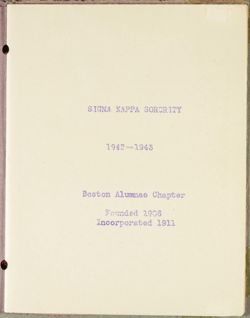 SIGMA KAPPA SORORITY
1942--1943
Boston Alumnae Chapter
Founded 1908
Incorporated 1911